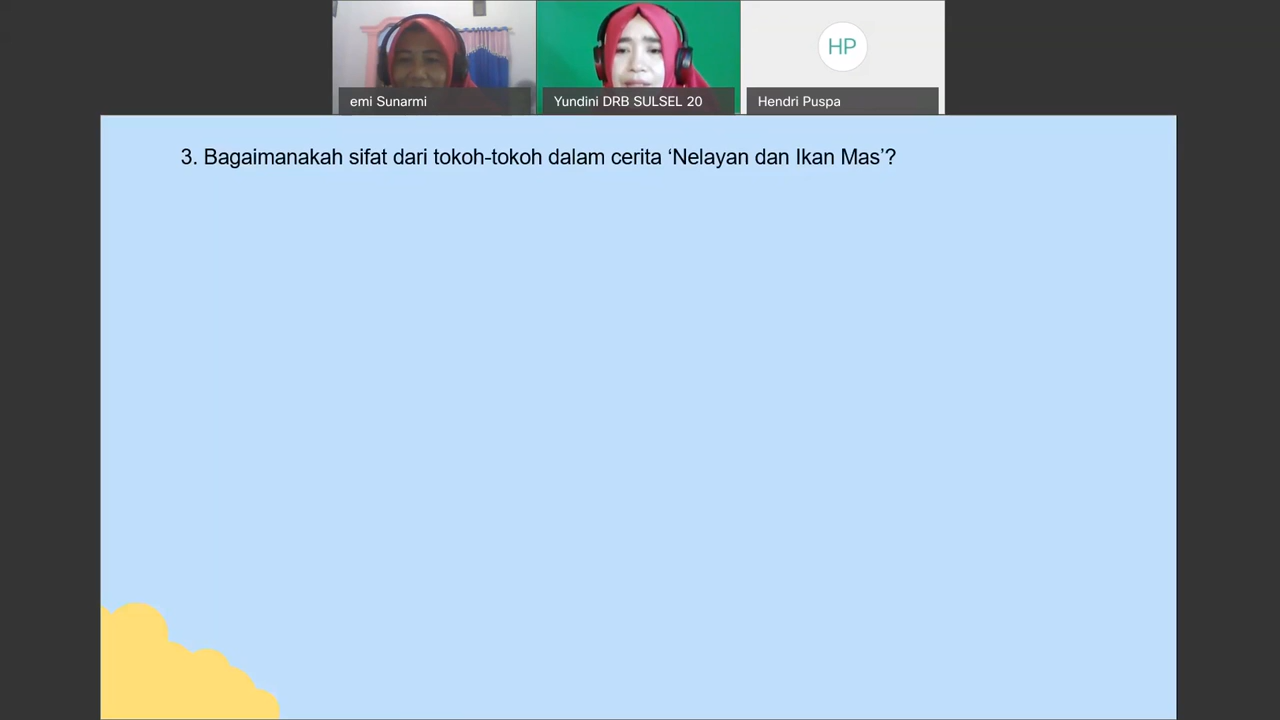 emi Sunarmi
Yundini DRB SULSEL 20
HP
Hendri Puspa
3. Bagaimanakah sifat dari tokoh-tokoh dalam cerita ‘Nelayan dan Ikan Mas’?